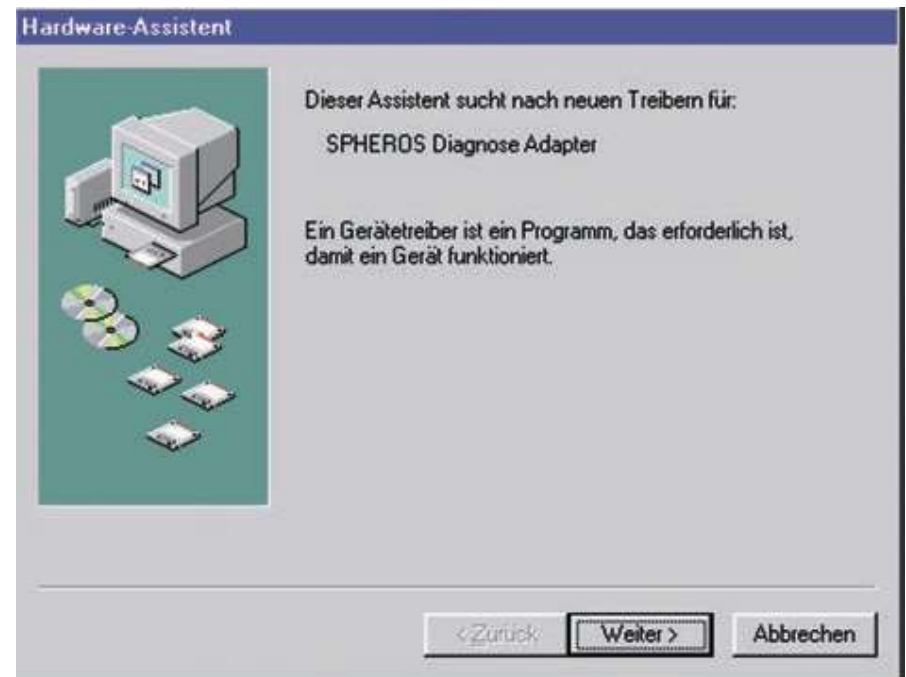 Hardware-Assistent
Dieser Assistent sucht nach neuen Treibern für:
SPHEROS Diagnose Adapter
Ein Gerätetreiber ist ein Programm, das erforderlich ist,
damit ein Gerät funktioniert.
< Zurück Weiter > Abbrechen